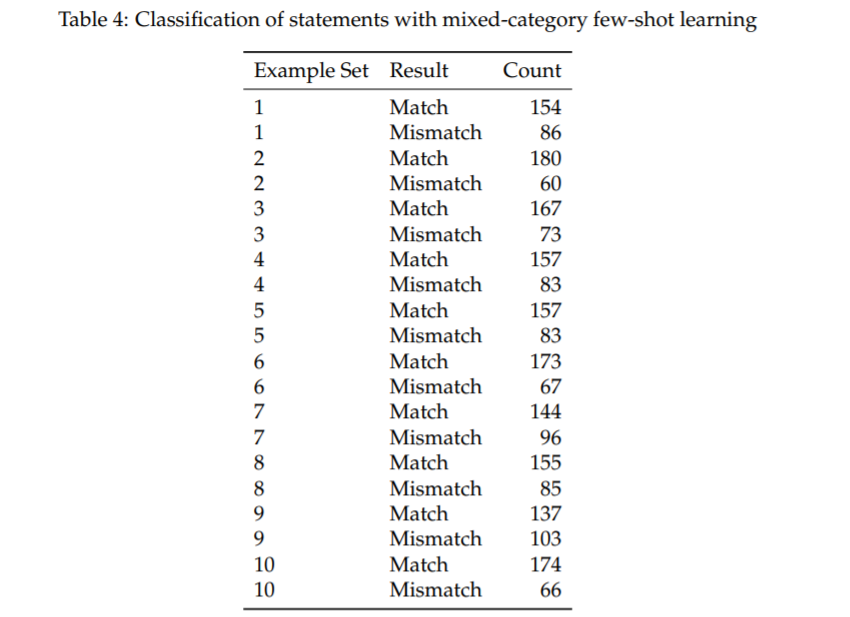 Table 4: Classification of statements with mixed-category few-shot learning
Example Set Result Count
1 Match 154
1 Mismatch 86
2 Match 180
2 Mismatch 60
3 Match 167
3 Mismatch 73
4 Match 157
4 Mismatch 83
5 Match 157
5 Mismatch 83
6 Match 173
6 Mismatch 67
7 Match 144
7 Mismatch 96
8 Match 155
8 Mismatch 85
9 Match 137
9 Mismatch 103
10 Match 174
10 Mismatch 66